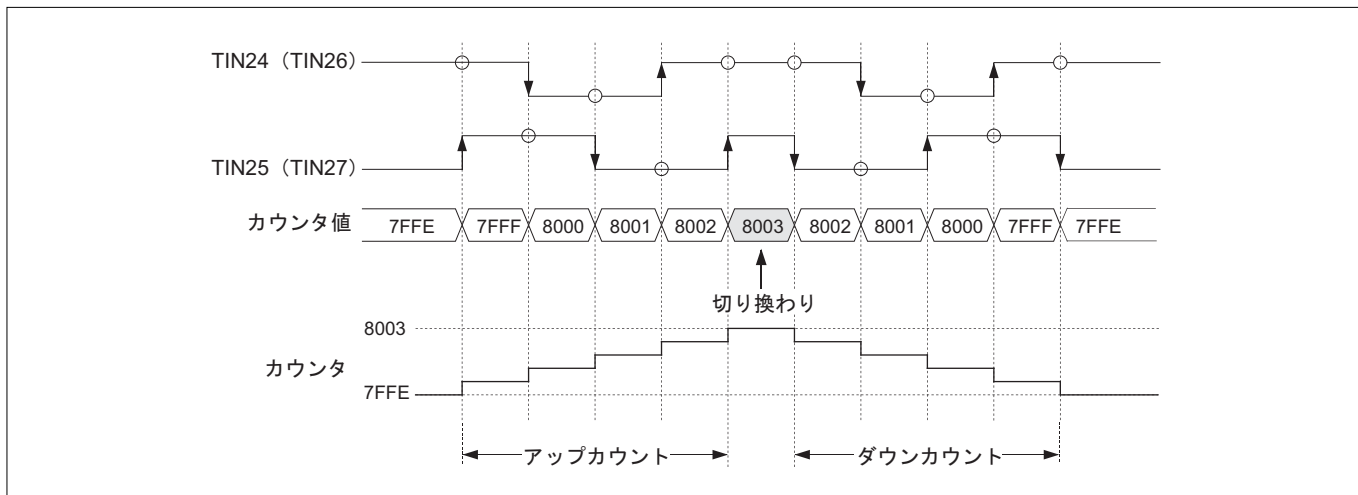 TIN24（TIN26）
TIN25（TIN27）
カウンタ値 7FFE 7FFF 8000 8001 8002 8003 8002 8001 8000 7FFF 7FFE
切り換わり
8003
カウンタ
7FFE
アップカウント ダウンカウント